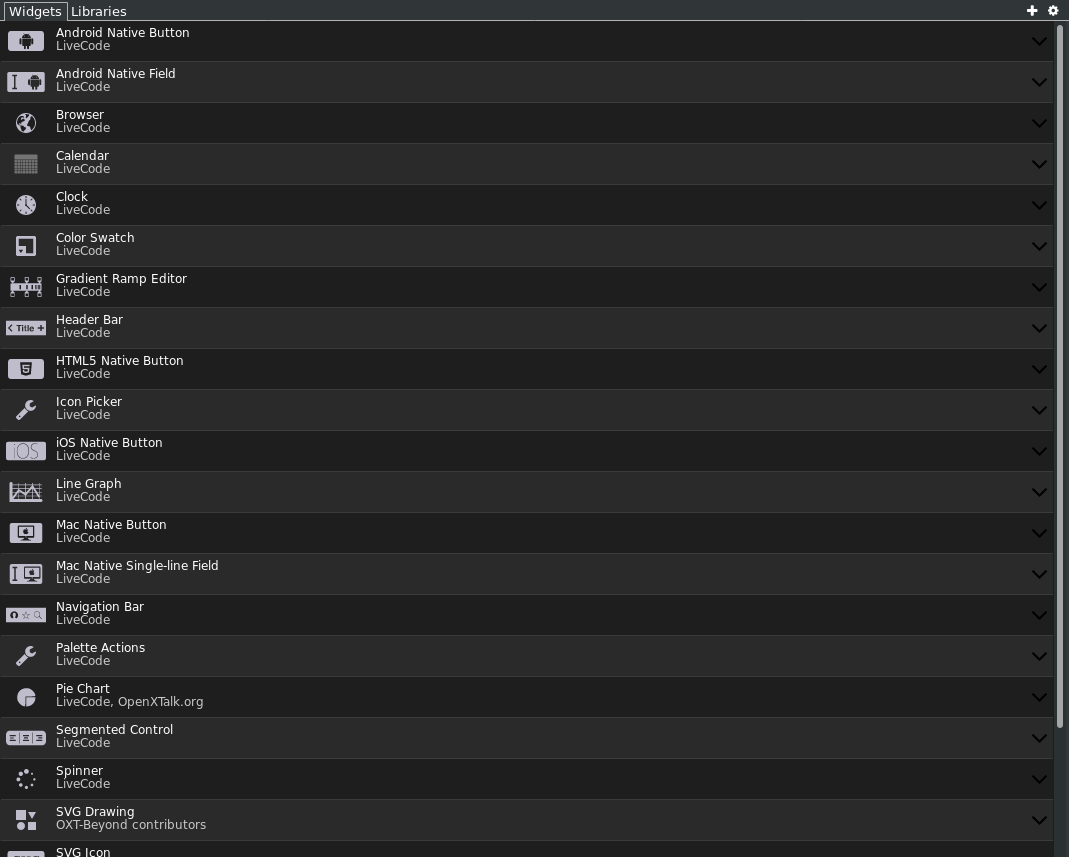 Widgets Libraries
Android Native Button
LiveCode
Android Native Field
LiveCode
Browser
LiveCode
Calendar
LiveCode
Clock
LiveCode
Color Swatch
LiveCode
Gradient Ramp Editor
LiveCode
Title
Header Bar
LiveCode
5
HTML5 Native Button
LiveCode
Icon Picker
LiveCode
iOS
iOS Native Button
LiveCode
Line Graph
LiveCode
Mac Native Button
LiveCode
Mac Native Single-line Field
LiveCode
Navigation Bar
LiveCode
Palette Actions
LiveCode
Pie Chart
LiveCode, OpenXTalk.org
Segmented Control
LiveCode
Spinner
LiveCode
SVG Drawing
OXT-Beyond contributors
SVG Icon